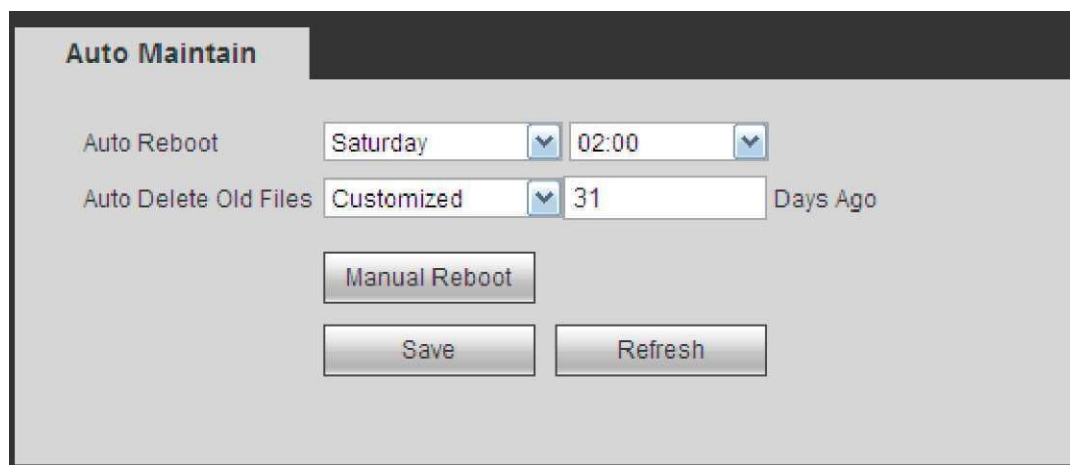 Auto Maintain
Auto Reboot Saturday 02:00
Auto Delete Old Files Customized 31 Days Ago
Manual Reboot
Save Refresh